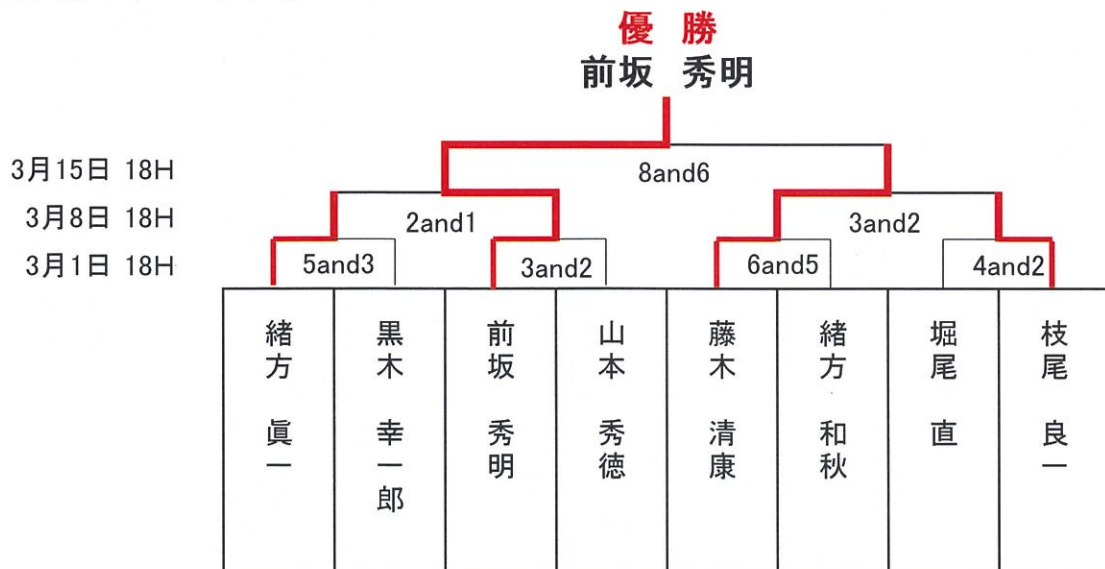 優 勝
前坂 秀明
3月15日 18H
8and6
3月8日 18H
2and1
3and2
3月1日 18H
5and3
3and2
6and5
4and2
緒方 眞一
黒木 幸一郎
前坂 秀明
山本 秀徳
藤木 清康
緒方 和秋
堀尾 直
枝尾 良一